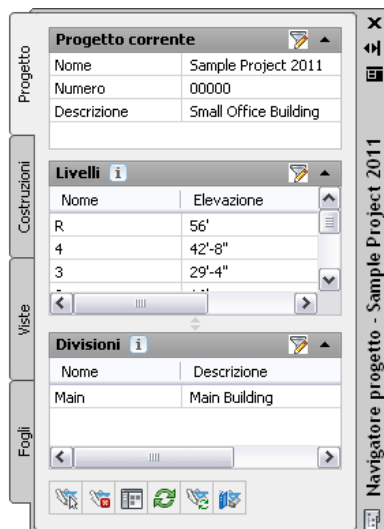 Progetto corrente
Nome Sample Project 2011
Numero 00000
Descrizione Small Office Building
Livelli i
Nome Elevazione
R 56'
4 42'-8"
3 29'-4"
Divisioni i
Nome Descrizione
Main Main Building
Progetto
Costruzioni
Viste
Fogli
Navigatore progetto - Sample Project 2011